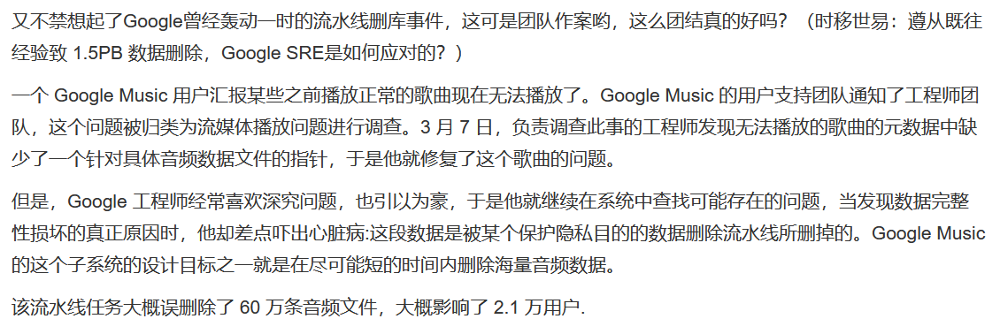 又不禁想起了Google曾经轰动一时的流水线删库事件，这可是团队作案哟，这么团结真的好吗？（时移世易：遵从既往
经验致 1.5PB 数据删除，Google SRE是如何应对的？）
一个 Google Music 用户汇报某些之前播放正常的歌曲现在无法播放了。Google Music 的用户支持团队通知了工程师团
队，这个问题被归类为流媒体播放问题进行调查。3 月 7 日，负责调查此事的工程师发现无法播放的歌曲的元数据中缺
少了一个针对具体音频数据文件的指针，于是他就修复了这个歌曲的问题。
但是，Google 工程师经常喜欢深究问题，也引以为豪，于是他就继续在系统中查找可能存在的问题，当发现数据完整
性损坏的真正原因时，他却差点吓出心脏病:这段数据是被某个保护隐私目的的数据删除流水线所删掉的。Google Music
的这个子系统的设计目标之一就是在尽可能短的时间内删除海量音频数据。
该流水线任务大概误删除了 60 万条音频文件，大概影响了 2.1 万用户.